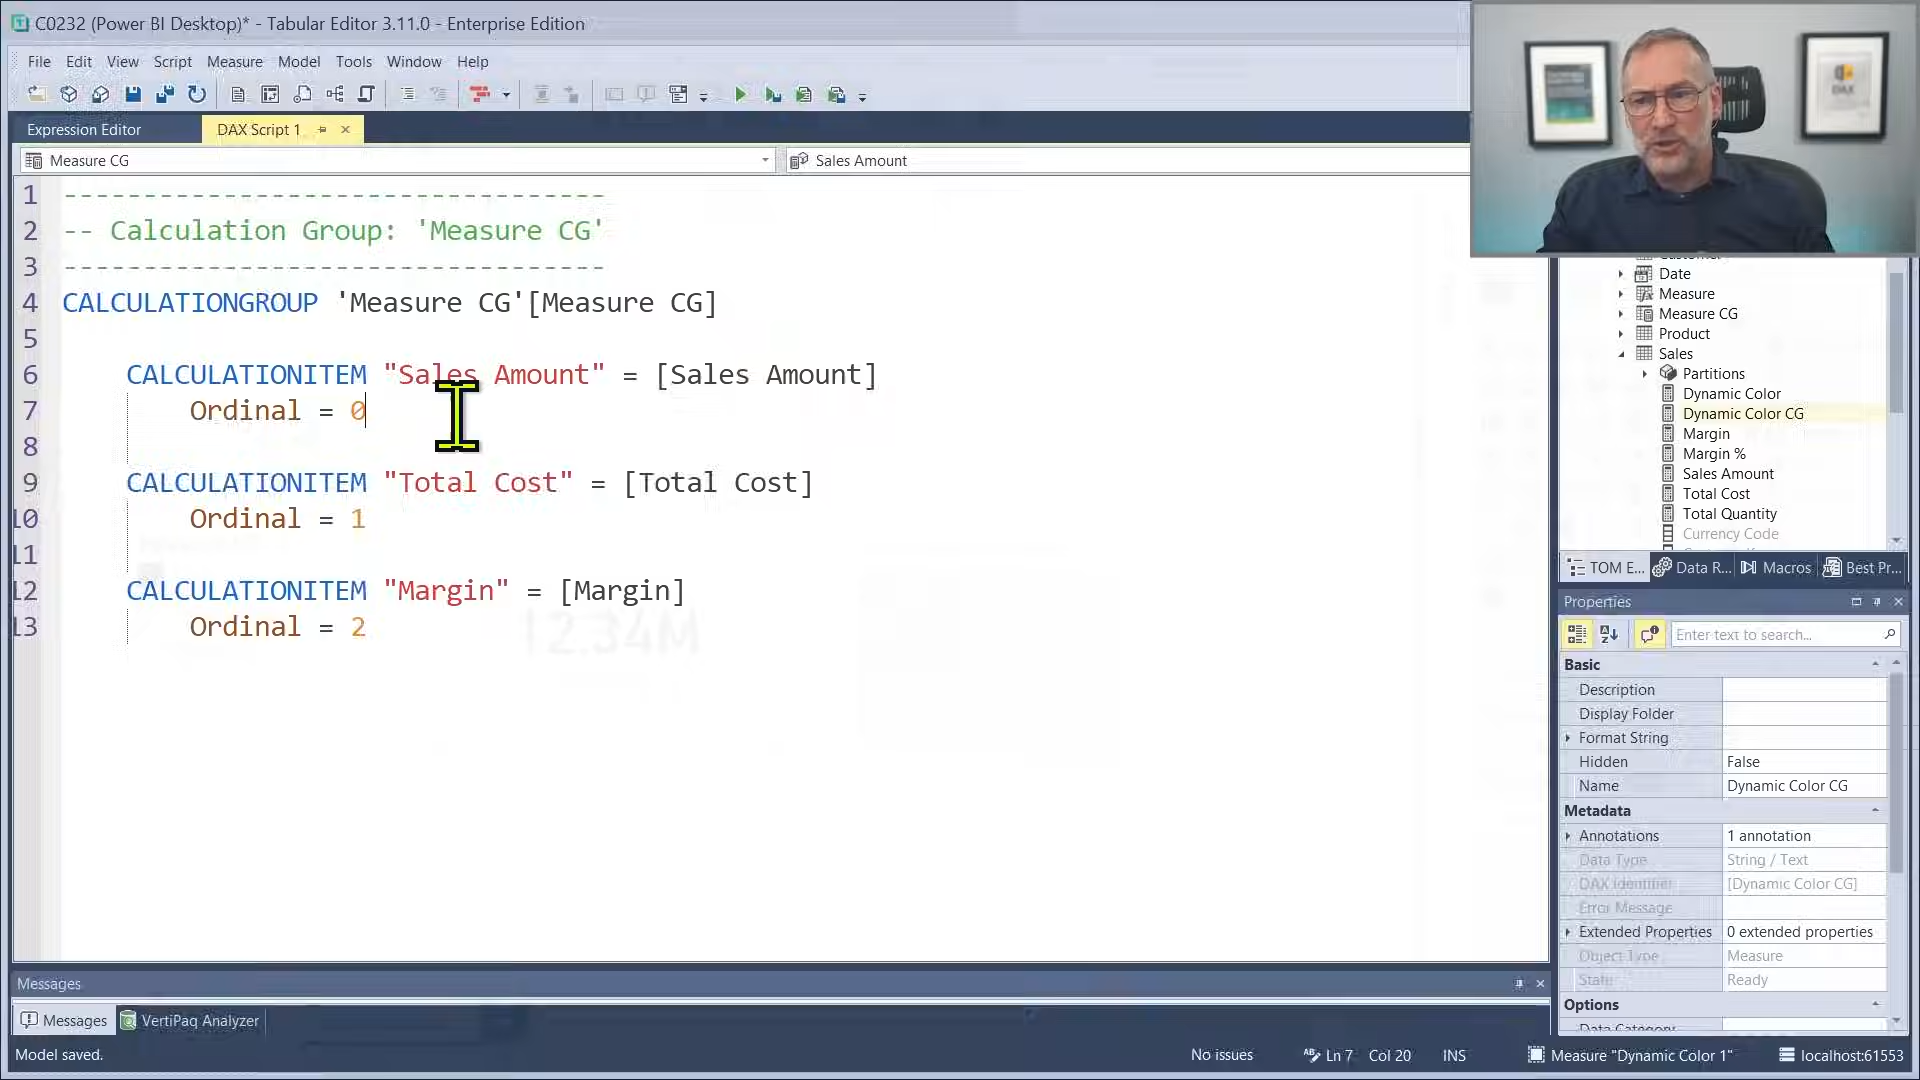 C0232 (Power BI Desktop)* - Tabular Editor 3.11.0 - Enterprise Edition
File Edit View Script Measure Model Tools Window Help
Expression Editor DAX Script 1
Measure CG Sales Amount
1 ----------------------------------
2 -- Calculation Group: 'Measure CG'
3 ----------------------------------
4 CALCULATIONGROUP 'Measure CG'[Measure CG]
5
6 CALCULATIONITEM "Sales Amount" = [Sales Amount]
7 Ordinal = 0
8
9 CALCULATIONITEM "Total Cost" = [Total Cost]
10 Ordinal = 1
11
12 CALCULATIONITEM "Margin" = [Margin]
13 Ordinal = 2
12.34M
DAX
Date
Measure
Measure CG
Product
Sales
Partitions
Dynamic Color
Dynamic Color CG
Margin
Margin %
Sales Amount
Total Cost
Total Quantity
Currency Code
TOM E... Data R... Macros Best Pr...
Properties
Enter text to search...
Basic
Description
Display Folder
Format String
Hidden False
Name Dynamic Color CG
Metadata
Annotations 1 annotation
Data Type String / Text
DAX Identifier [Dynamic Color CG]
Error Message
Extended Properties 0 extended properties
Object Type Measure
State Ready
Options
Data Category
Messages
Messages VertiPaq Analyzer
Model saved. No issues Ln 7 Col 20 INS Measure "Dynamic Color 1" localhost:61553